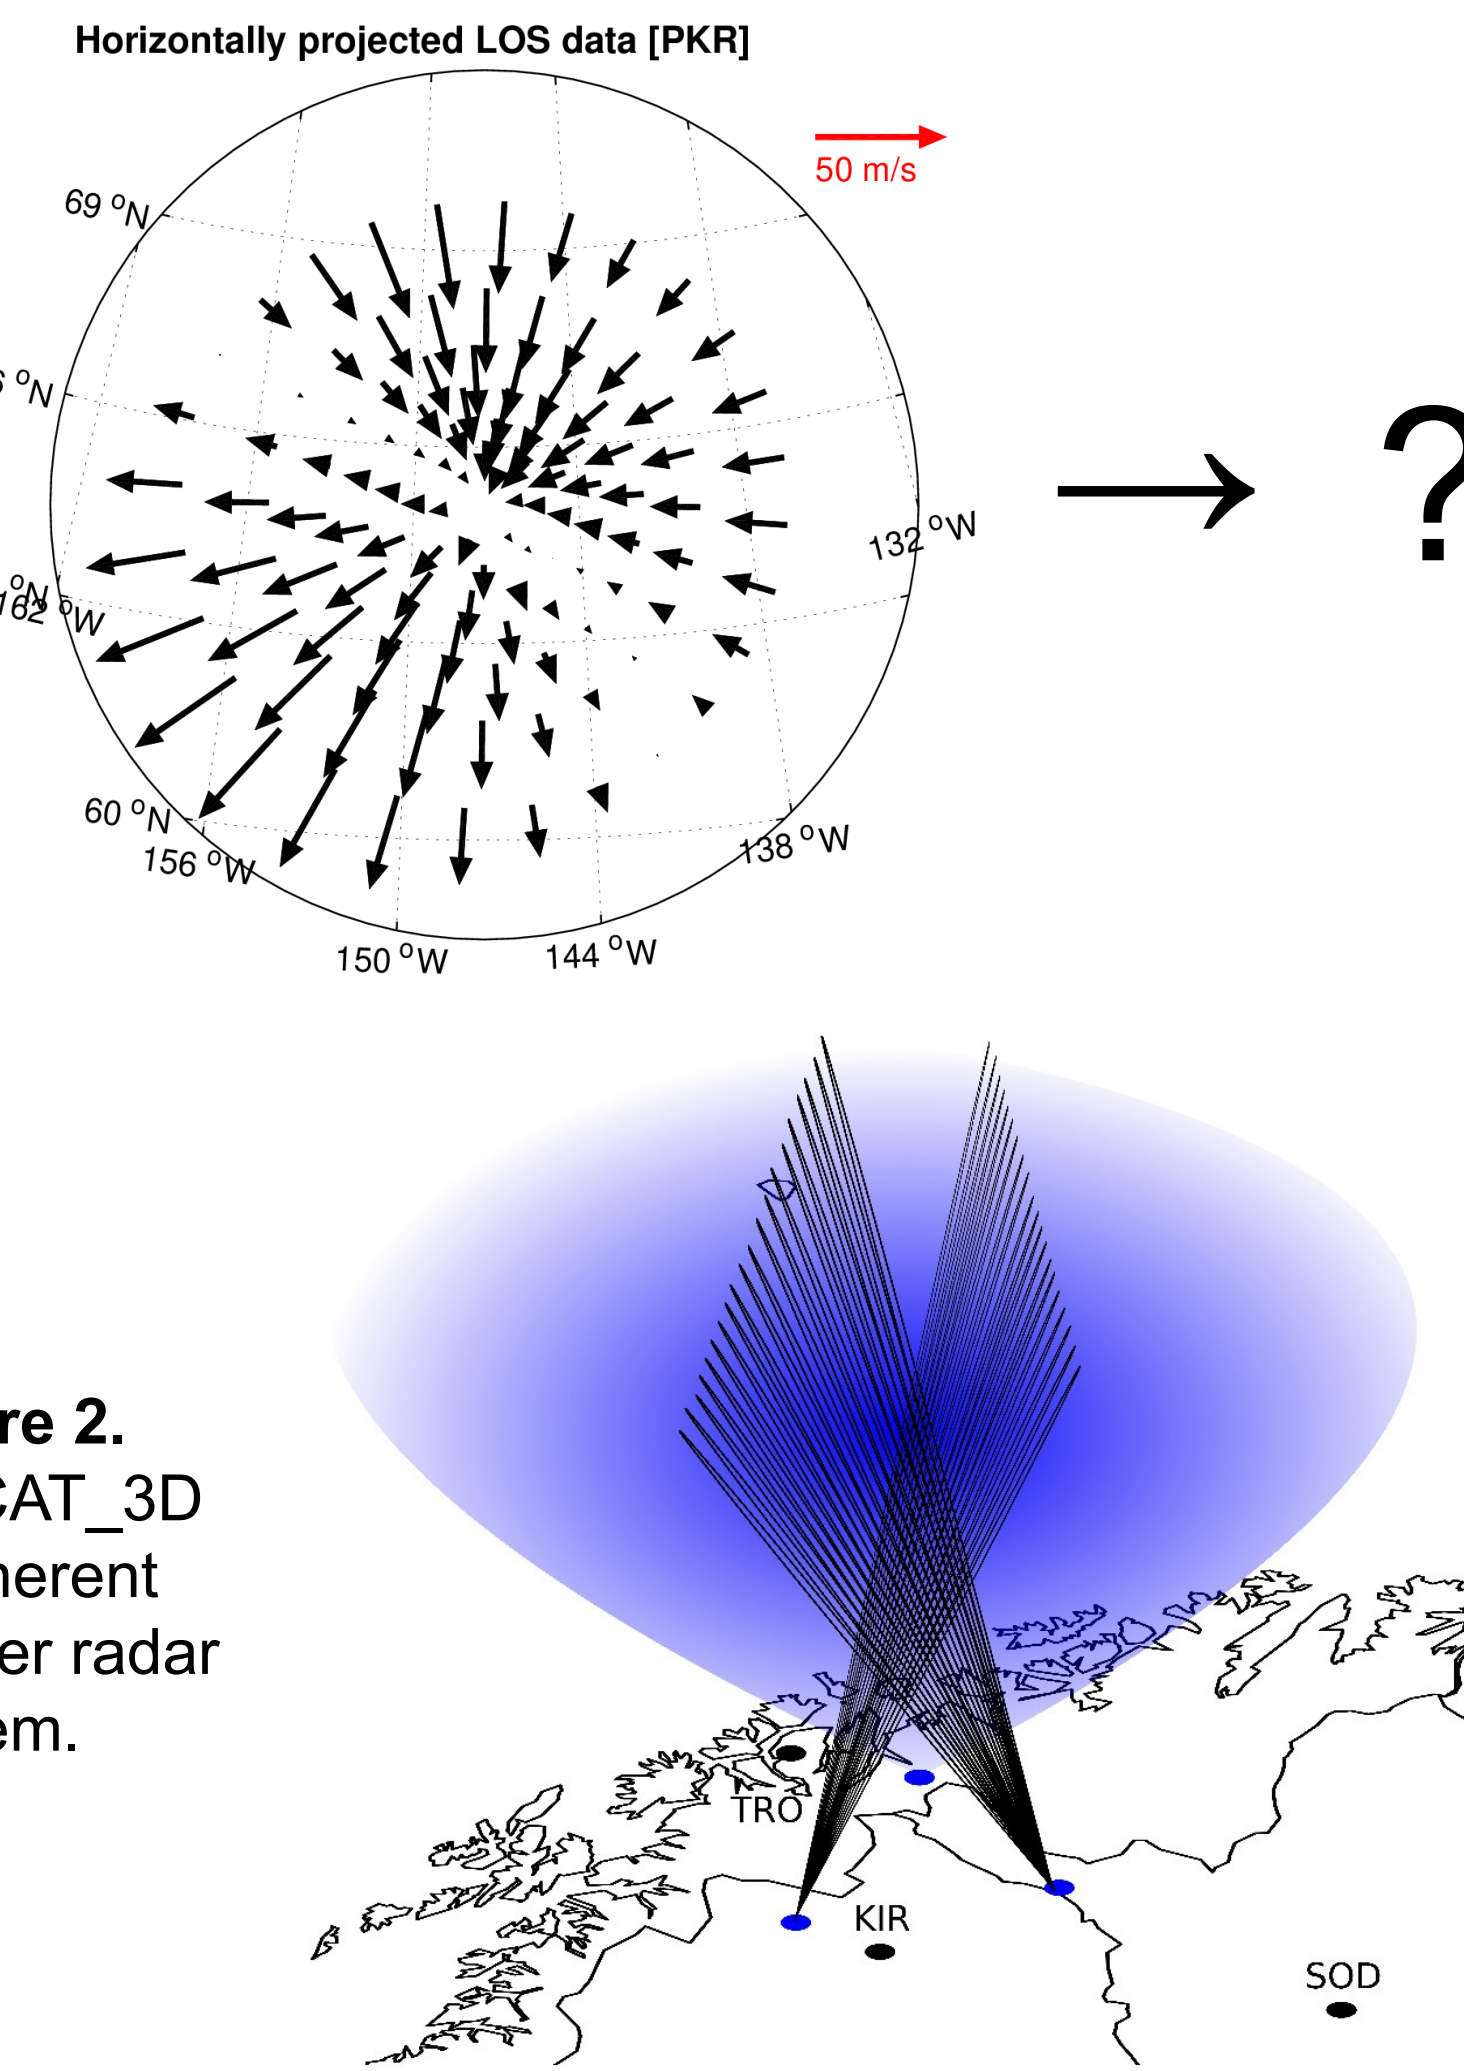 Horizontally projected LOS data [PKR]
50 m/s
69 °N
°N
132 °W
°N
162 °W
60 °N
156 °W
138 °W
150 °W
144 °W
?
re 2.
CAT_3D
herent
er radar
em.
TRO
KIR
SOD